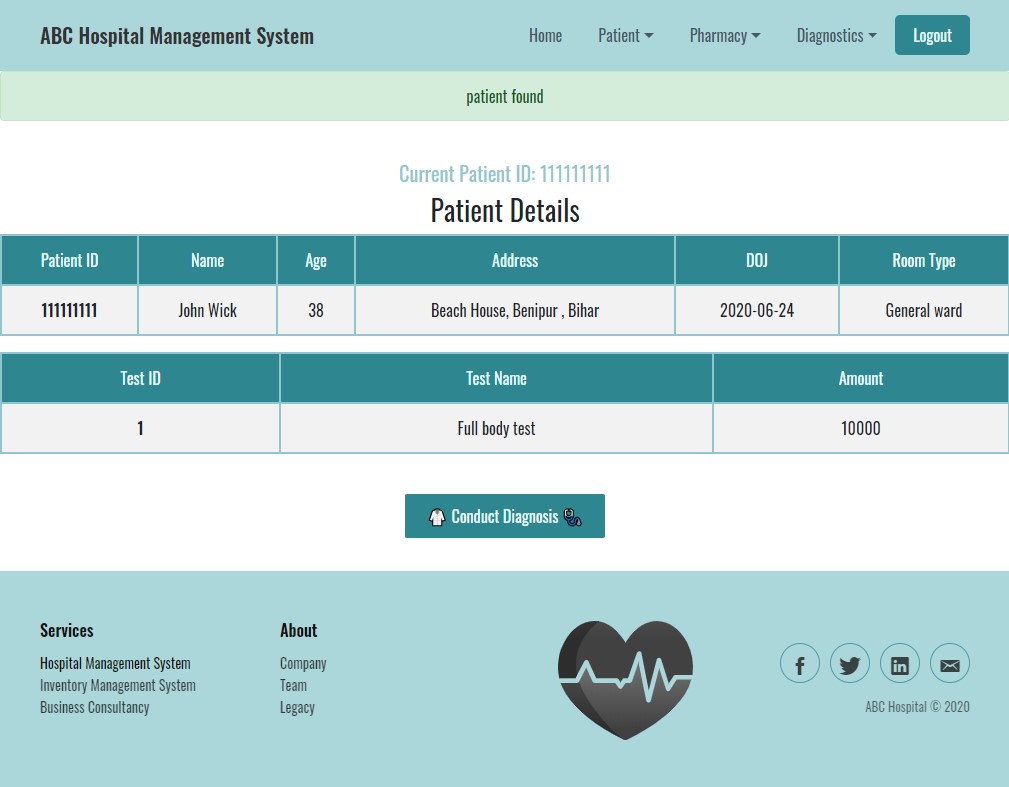 ABC Hospital Management System Home Patient Pharmacy Diagnostics Logout
patient found
Current Patient ID: 111111111
Patient Details
Patient ID Name Age Address DOJ Room Type
111111111 John Wick 38 Beach House, Benipur , Bihar 2020-06-24 General ward
Test ID Test Name Amount
1 Full body test 10000
Conduct Diagnosis
Services
Hospital Management System
Inventory Management System
Business Consultancy
About
Company
Team
Legacy
ABC Hospital © 2020